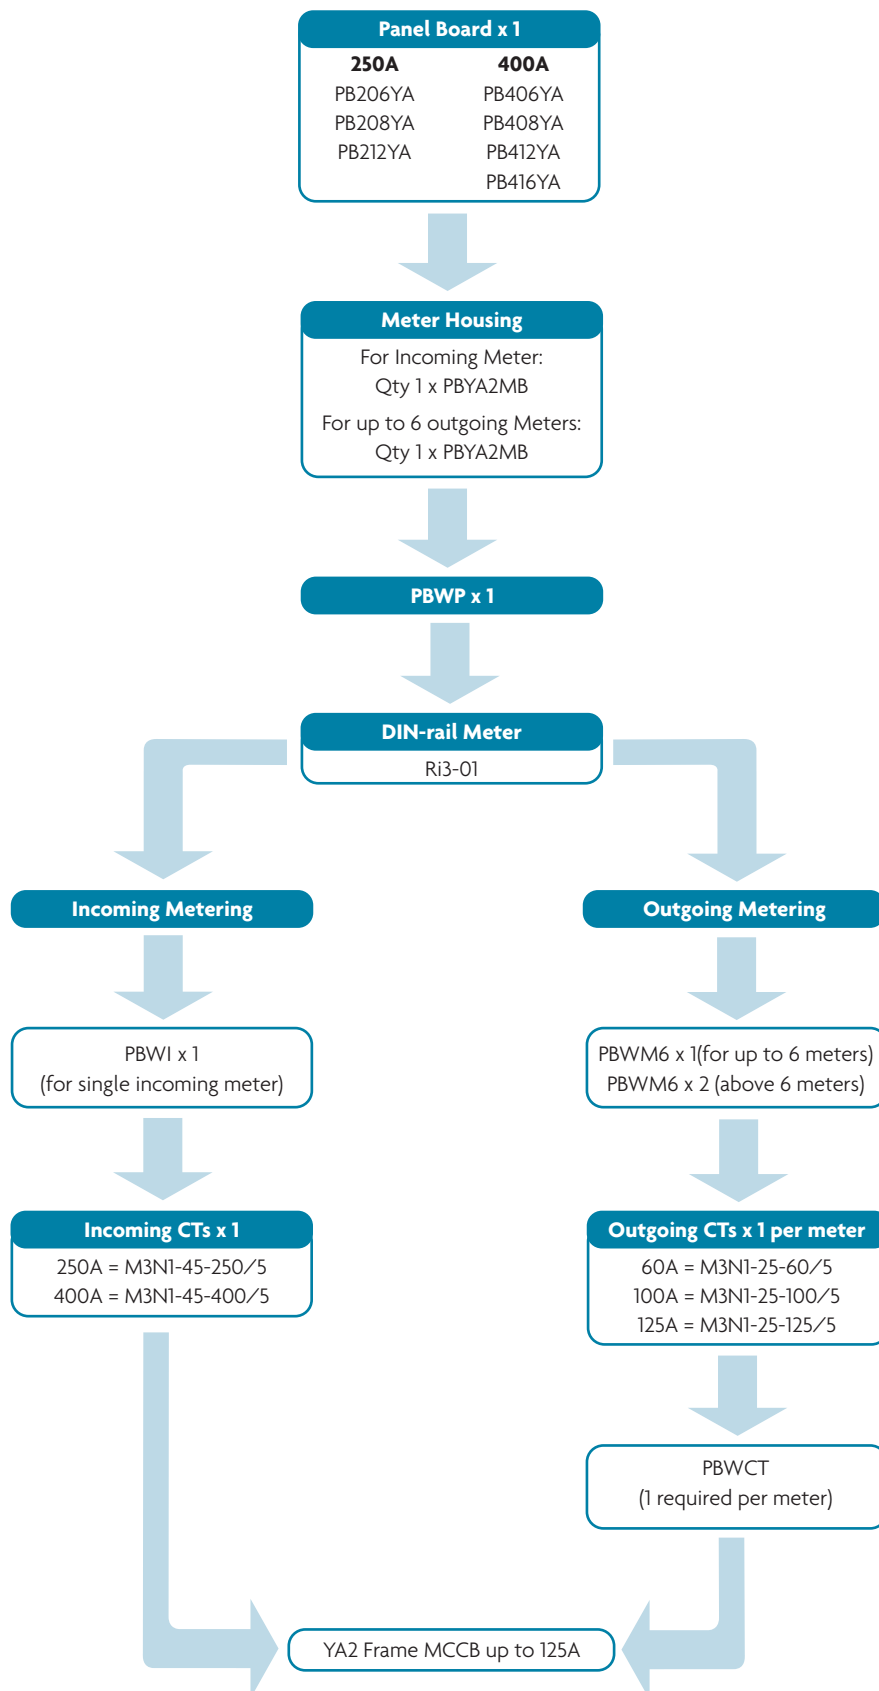 Panel Board x 1
250A 400A
PB206YA PB406YA
PB208YA PB408YA
PB212YA PB412YA
PB416YA
Meter Housing
For Incoming Meter:
Qty 1 x PBYA2MB
For up to 6 outgoing Meters:
Qty 1 x PBYA2MB
PBWP x 1
DIN-rail Meter
Ri3-01
Incoming Metering
Outgoing Metering
PBWI x 1
(for single incoming meter)
PBWM6 x 1(for up to 6 meters)
PBWM6 x 2 (above 6 meters)
Incoming CTs x 1
250A = M3N1-45-250/5
400A = M3N1-45-400/5
Outgoing CTs x 1 per meter
60A = M3N1-25-60/5
100A = M3N1-25-100/5
125A = M3N1-25-125/5
PBWCT
(1 required per meter)
YA2 Frame MCCB up to 125A